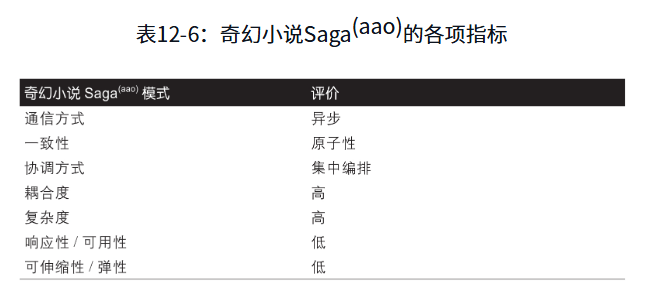 表12-6：奇幻小说Saga(aao)的各项指标
奇幻小说 Saga(aao) 模式 评价
通信方式 异步
一致性 原子性
协调方式 集中编排
耦合度 高
复杂度 高
响应性 / 可用性 低
可伸缩性 / 弹性 低